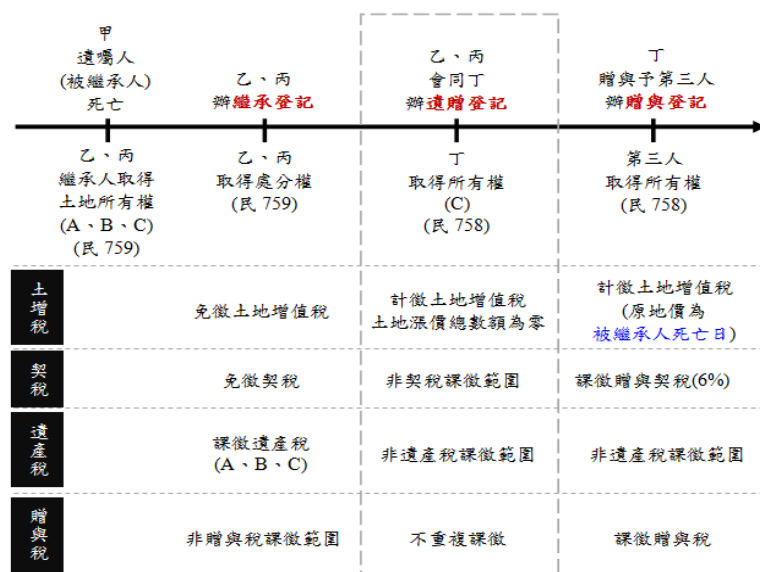 甲
遺囑人
(被繼承人)
死亡
乙、丙
辦繼承登記
乙、丙
會同丁
辦遺贈登記
丁
贈與予第三人
辦贈與登記
乙、丙
繼承人取得
土地所有權
(A、B、C)
(民 759)
乙、丙
取得處分權
(民 759)
丁
取得所有權
(C)
(民 758)
第三人
取得所有權
(民 758)
土增稅
免徵土地增值稅
計徵土地增值稅
土地漲價總數額為零
計徵土地增值稅
(原地價為
被繼承人死亡日)
契稅
免徵契稅
非契稅課徵範圍
課徵贈與契稅(6%)
遺產稅
課徵遺產稅
(A、B、C)
非遺產稅課徵範圍
非遺產稅課徵範圍
贈與稅
非贈與稅課徵範圍
不重複課徵
課徵贈與稅